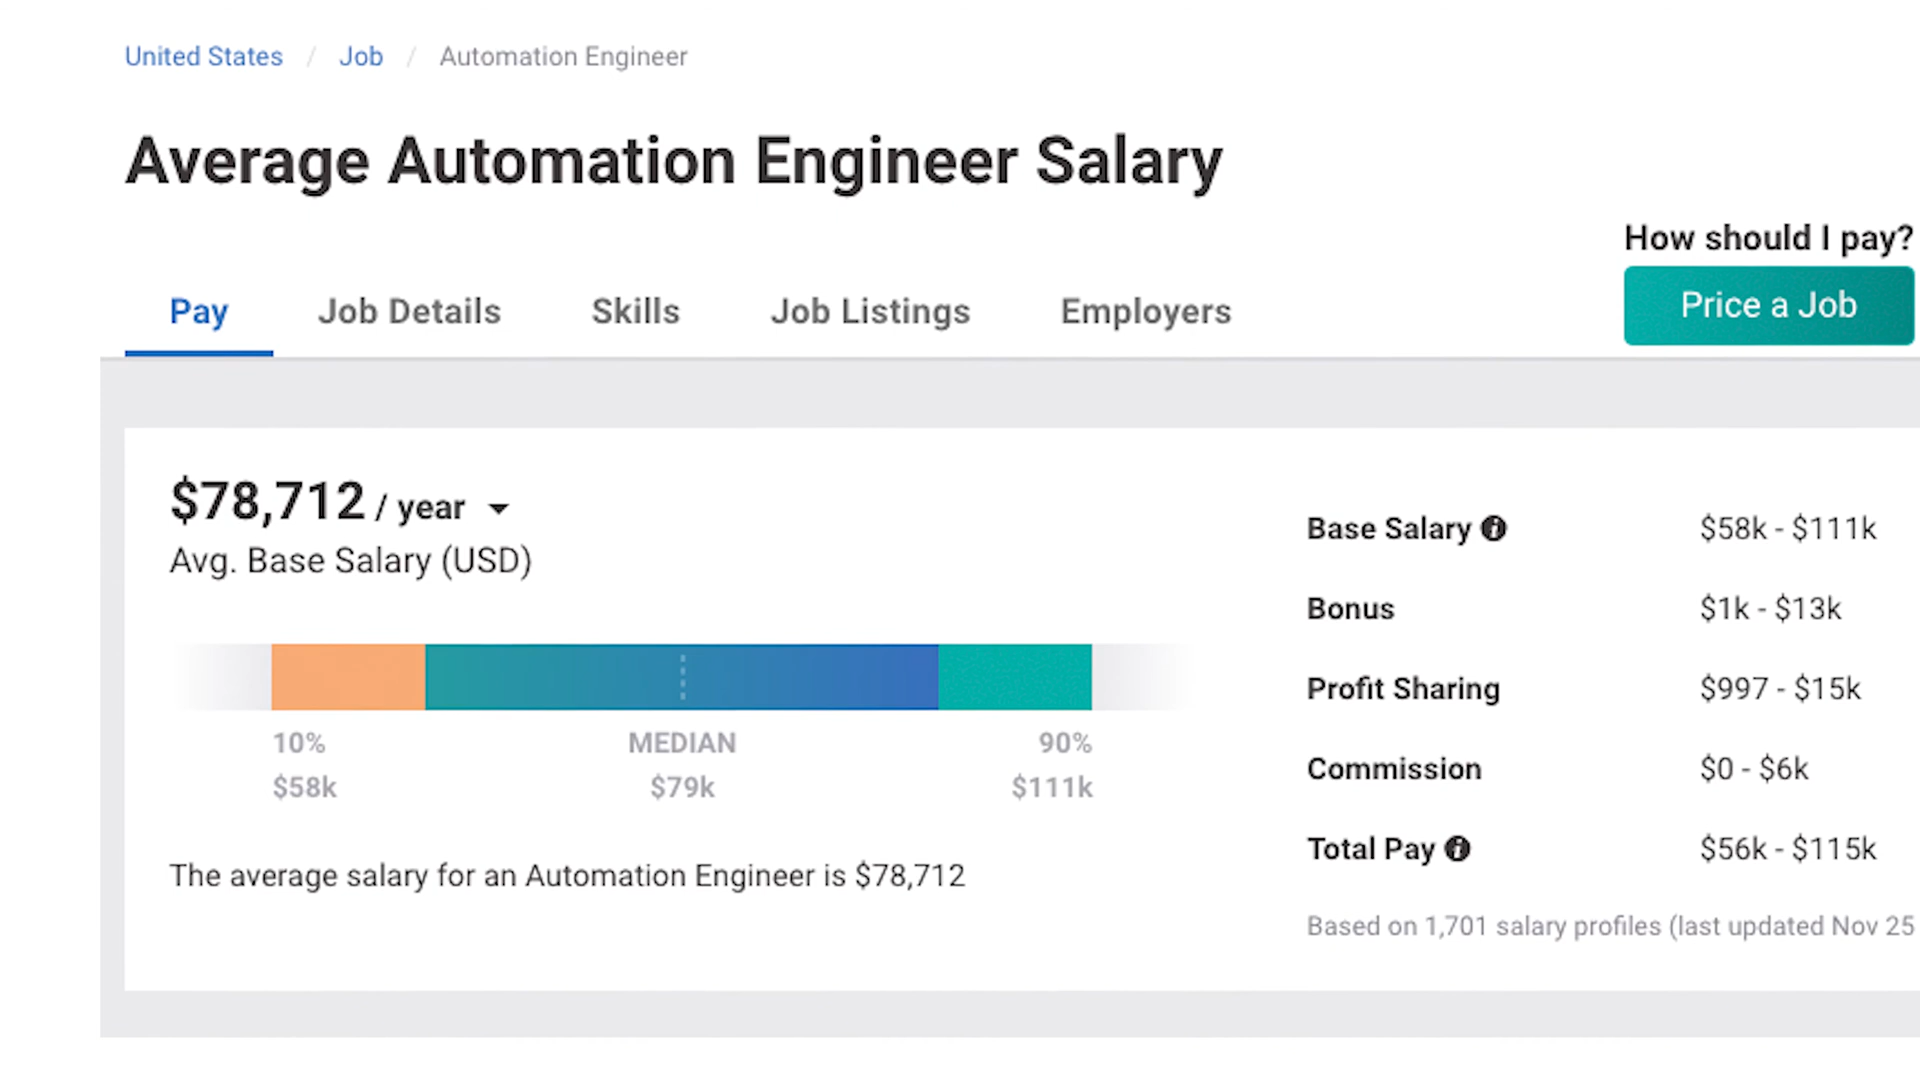 United States / Job / Automation Engineer
Average Automation Engineer Salary
How should I pay?
Price a Job
Pay Job Details Skills Job Listings Employers
$78,712 / year
Avg. Base Salary (USD)
10% MEDIAN 90%
$58k $79k $111k
The average salary for an Automation Engineer is $78,712
Base Salary $58k - $111k
Bonus $1k - $13k
Profit Sharing $997 - $15k
Commission $0 - $6k
Total Pay $56k - $115k
Based on 1,701 salary profiles (last updated Nov 25